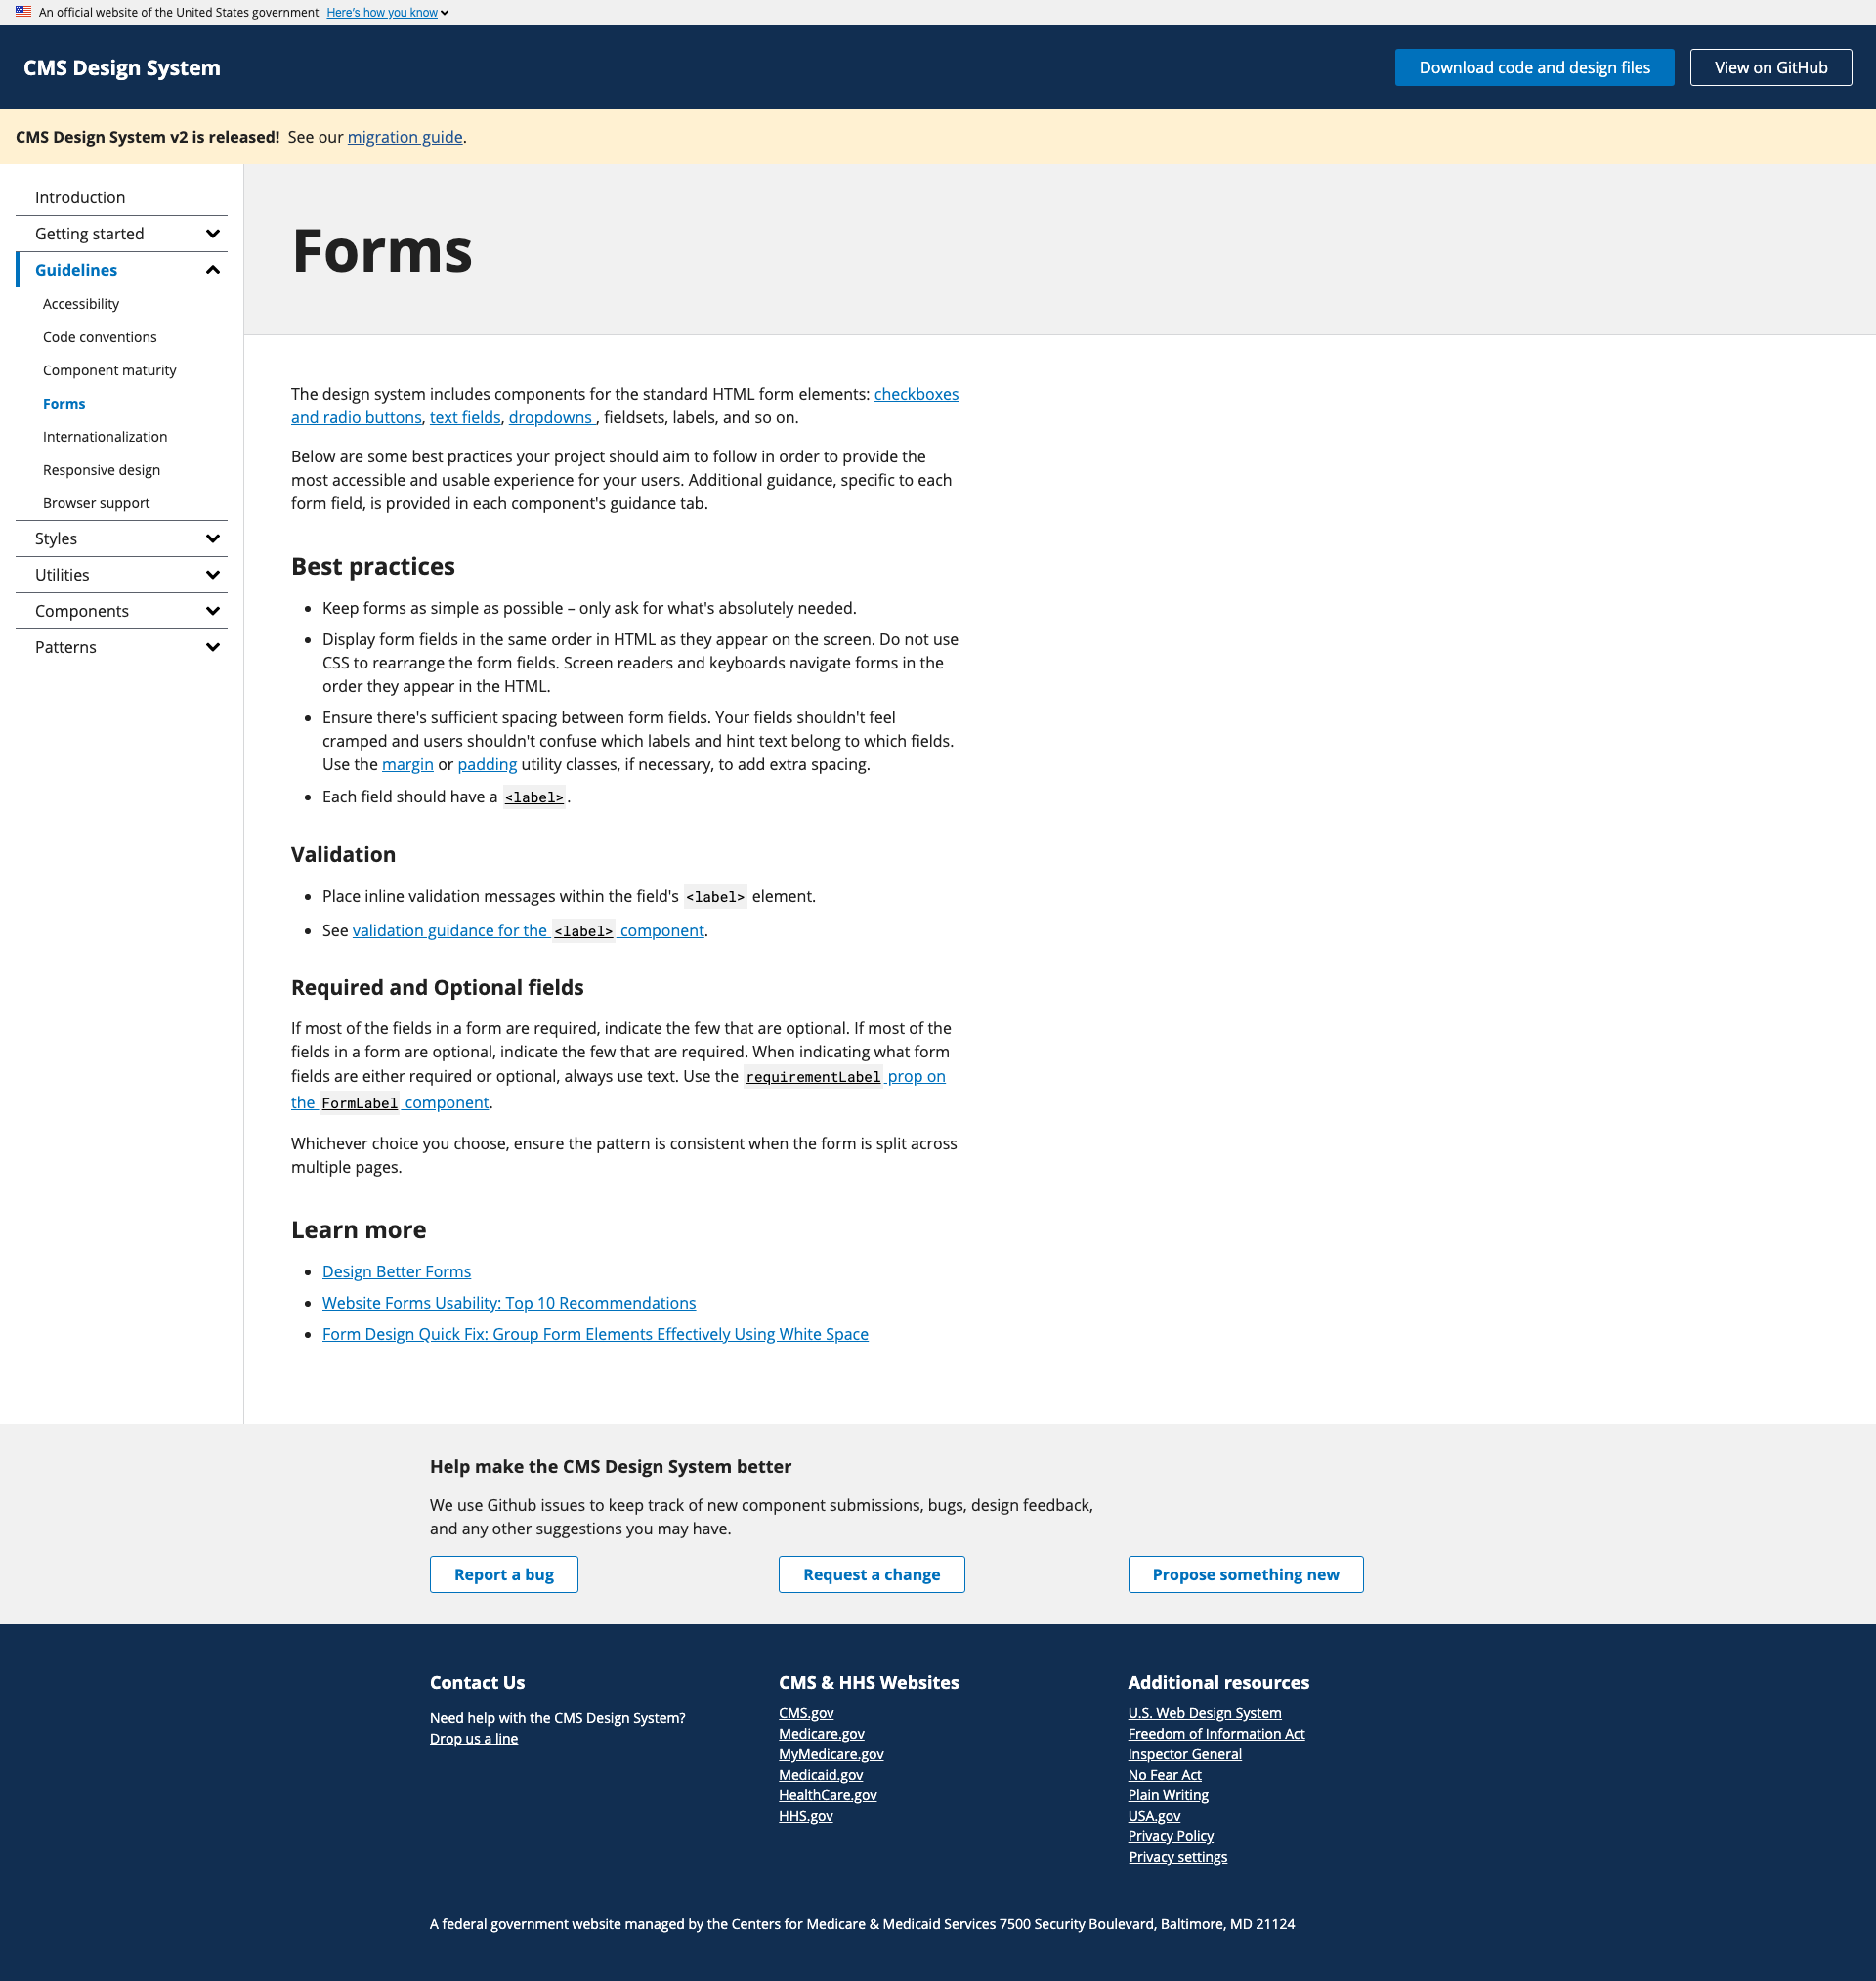 An official website of the United States government Here's how you know
CMS Design System
Download code and design files
View on GitHub
CMS Design System v2 is released! See our migration guide.
Introduction
Getting started
Guidelines
Accessibility
Code conventions
Component maturity
Forms
Internationalization
Responsive design
Browser support
Styles
Utilities
Components
Patterns
Forms
The design system includes components for the standard HTML form elements: checkboxes
and radio buttons, text fields, dropdowns , fieldsets, labels, and so on.
Below are some best practices your project should aim to follow in order to provide the
most accessible and usable experience for your users. Additional guidance, specific to each
form field, is provided in each component's guidance tab.
Best practices
Keep forms as simple as possible – only ask for what's absolutely needed.
Display form fields in the same order in HTML as they appear on the screen. Do not use
CSS to rearrange the form fields. Screen readers and keyboards navigate forms in the
order they appear in the HTML.
Ensure there's sufficient spacing between form fields. Your fields shouldn't feel
cramped and users shouldn't confuse which labels and hint text belong to which fields.
Use the margin or padding utility classes, if necessary, to add extra spacing.
Each field should have a <label>.
Validation
Place inline validation messages within the field's <label> element.
See validation guidance for the <label> component.
Required and Optional fields
If most of the fields in a form are required, indicate the few that are optional. If most of the
fields in a form are optional, indicate the few that are required. When indicating what form
fields are either required or optional, always use text. Use the requirementLabel prop on
the FormLabel component.
Whichever choice you choose, ensure the pattern is consistent when the form is split across
multiple pages.
Learn more
Design Better Forms
Website Forms Usability: Top 10 Recommendations
Form Design Quick Fix: Group Form Elements Effectively Using White Space
Help make the CMS Design System better
We use Github issues to keep track of new component submissions, bugs, design feedback,
and any other suggestions you may have.
Report a bug
Request a change
Propose something new
Contact Us
Need help with the CMS Design System?
Drop us a line
CMS & HHS Websites
CMS.gov
Medicare.gov
MyMedicare.gov
Medicaid.gov
HealthCare.gov
HHS.gov
Additional resources
U.S. Web Design System
Freedom of Information Act
Inspector General
No Fear Act
Plain Writing
USA.gov
Privacy Policy
Privacy settings
A federal government website managed by the Centers for Medicare & Medicaid Services 7500 Security Boulevard, Baltimore, MD 21124